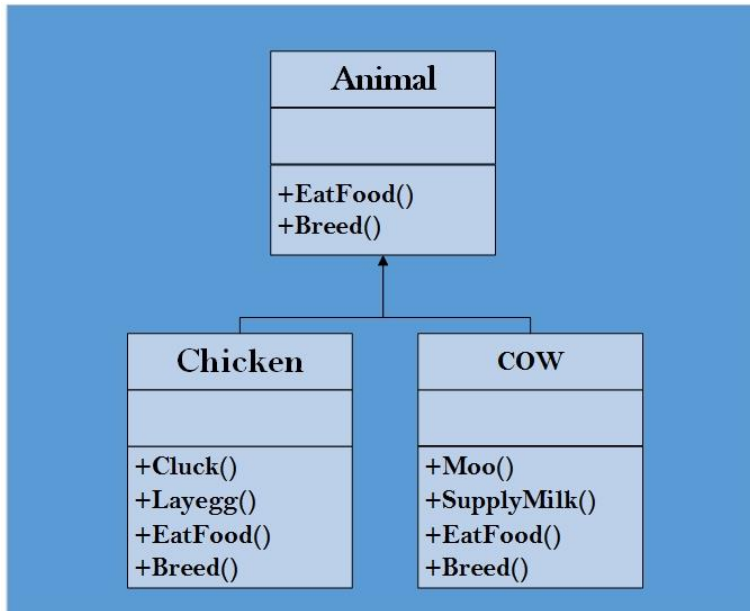 Animal
+EatFood()
+Breed()
Chicken
+Cluck()
+Layegg()
+EatFood()
+Breed()
COW
+Moo()
+SupplyMilk()
+EatFood()
+Breed()